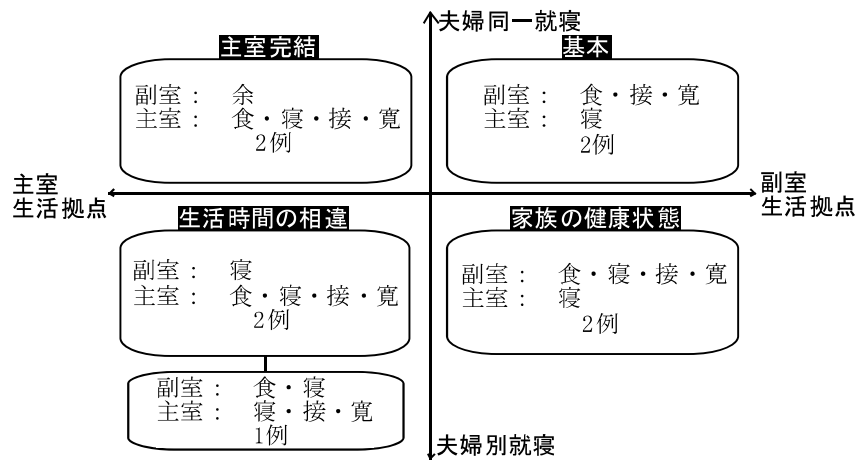 夫婦同一就寝
主室完結
副室： 余
主室： 食・寝・接・寛
2例
基本
副室： 食・接・寛
主室： 寝
2例
主室
生活拠点
副室
生活拠点
生活時間の相違
副室： 寝
主室： 食・寝・接・寛
2例
副室： 食・寝
主室： 寝・接・寛
1例
家族の健康状態
副室： 食・寝・接・寛
主室： 寝
2例
夫婦別就寝